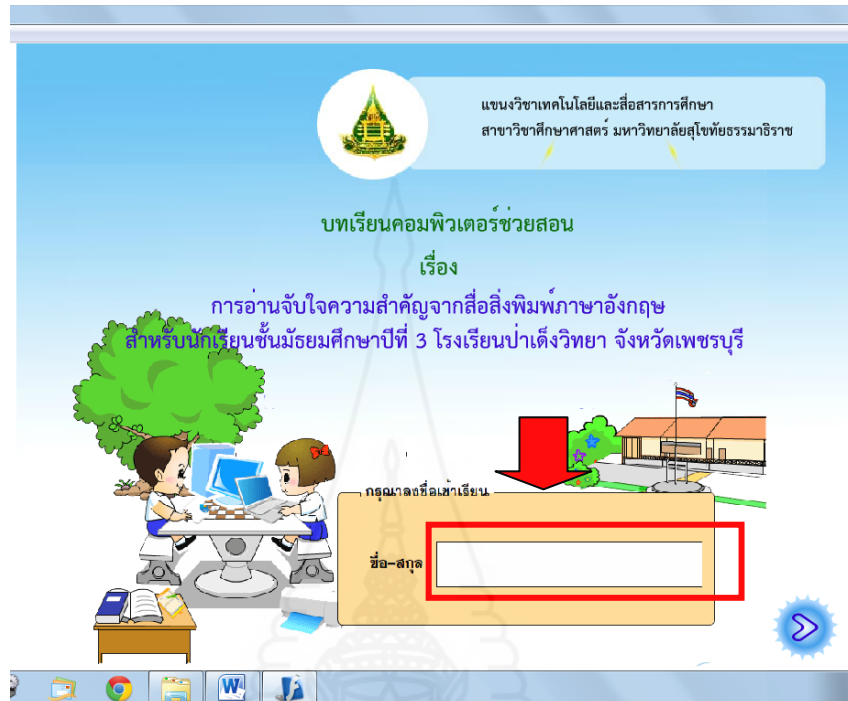 แขนงวิชาเทคโนโลยีและสื่อสารการศึกษา
สาขาวิชาศึกษาศาสตร์ มหาวิทยาลัยสุโขทัยธรรมาธิราช
บทเรียนคอมพิวเตอร์ช่วยสอน
เรื่อง
การอ่านจับใจความสำคัญจากสื่อสิ่งพิมพ์ภาษาอังกฤษ
สำหรับนักเรียนชั้นมัธยมศึกษาปีที่ 3 โรงเรียนป่าเด็งวิทยา จังหวัดเพชรบุรี
กรุณาลงชื่อเข้าเรียน
ชื่อ-สกุล